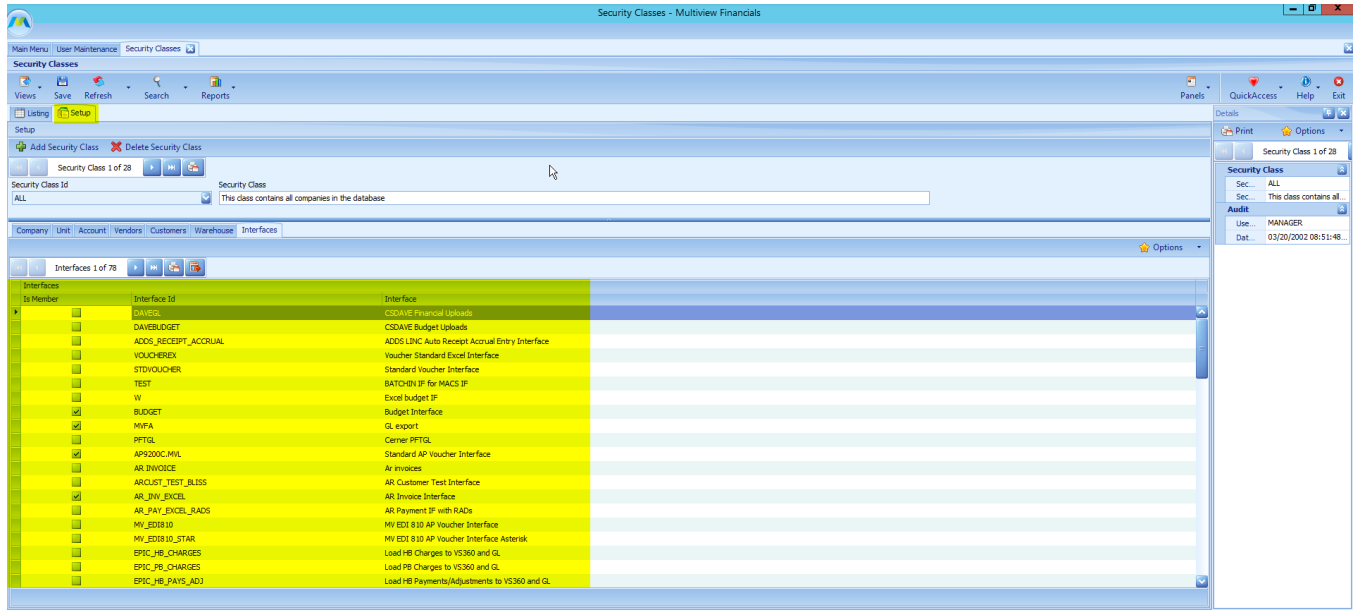 Security Classes - Multiview Financials
Main Menu User Maintenance Security Classes
Security Classes
Views Save Refresh Search Reports Panels QuickAccess Help Exit
Listing Setup Details
Setup Print Options
Add Security Class Delete Security Class
Security Class 1 of 28 Security Class 1 of 28
Security Class Id Security Class Security Class
ALL This class contains all companies in the database Sec... ALL
Sec... This class contains all...
Audit
Company Unit Account Vendors Customers Warehouse Interfaces Use... MANAGER
Dat... 03/20/2002 08:51:48...
Options
Interfaces 1 of 78
Interfaces
Is Member Interface Id Interface
DAVEGL CSDAVE Financial Uploads
DAVEBUDGET CSDAVE Budget Uploads
ADDS_RECEIPT_ACCRUAL ADDS LINC Auto Receipt Accrual Entry Interface
VOUCHEREX Voucher Standard Excel Interface
STDVOUCHER Standard Voucher Interface
TEST BATCHIN IF for MACS IF
W Excel budget IF
BUDGET Budget Interface
MVFA GL export
PFTGL Cerner PFTGL
AP9200C.MVL Standard AP Voucher Interface
AR INVOICE Ar invoices
ARCUST_TEST_BLISS AR Customer Test Interface
AR_INV_EXCEL AR Invoice Interface
AR_PAY_EXCEL_RADS AR Payment IF with RADs
MV_EDI810 MV EDI 810 AP Voucher Interface
MV_EDI810_STAR MV EDI 810 AP Voucher Interface Asterisk
EPIC_HB_CHARGES Load HB Charges to VS360 and GL
EPIC_PB_CHARGES Load PB Charges to VS360 and GL
EPIC_HB_PAYS_ADJ Load HB Payments/Adjustments to VS360 and GL